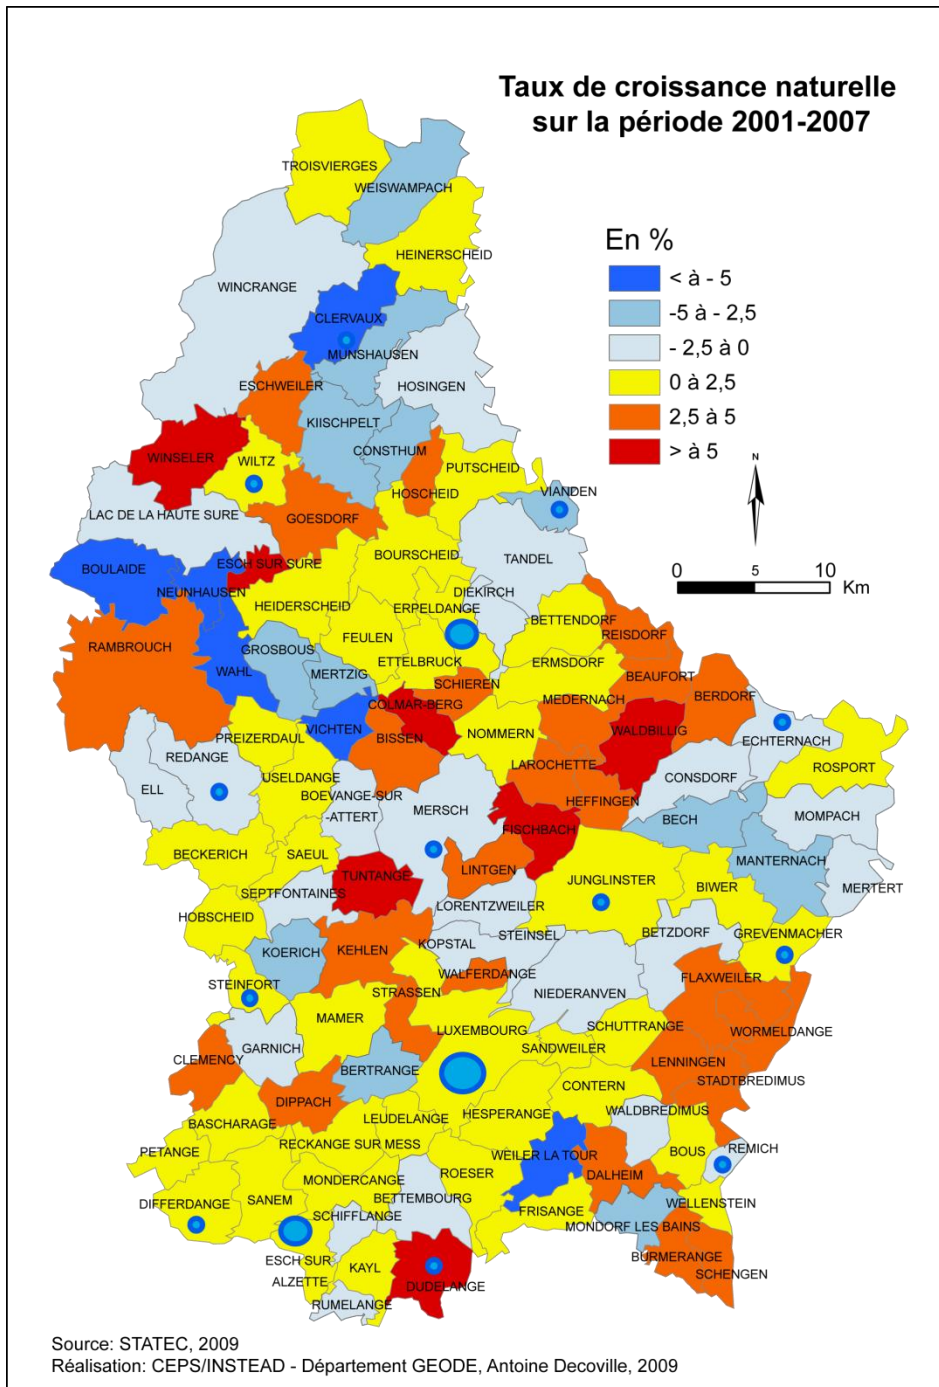 Taux de croissance naturelle
sur la période 2001-2007
TROISVIERGES
WEISWAMPACH
En %
HEINERSCHEID
< à - 5
WINCRANGE
-5 à - 2,5
CLERVAUX
- 2,5 à 0
MUNSHAUSEN
0 à 2,5
ESCHWEILER
HOSINGEN
2,5 à 5
KIISCHPELT
> à 5
CONSTHUM
WINSELER
WILTZ
N
PUTSCHEID
HOSCHEID
VIANDEN
LAC DE LA HAUTE SURE
GOESDORF
BOURSCHEID
TANDEL
ESCH SUR SURE
BOULAIDE
0 5 10
Km
NEUNHAUSEN
DIEKIRCH
HEIDERSCHEID
ERPELDANGE
BETTENDORF
REISDORF
FEULEN
RAMBROUCH
GROSBOUS
ETTELBRUCK
ERMSDORF
WAHL
MERTZIG
SCHIEREN
BEAUFORT
BERDORF
COLMAR-BERG
MEDERNACH
VICHTEN
BISSEN
NOMMERN
WALDBILLIG
PREIZERDAUL
ECHTERNACH
REDANGE
LAROCHETTE
ROSPORT
USELDANGE
CONSDORF
ELL
BOEVANGE-SUR
-ATTERT
MERSCH
HEFFINGEN
MOMPACH
FISCHBACH
BECH
BECKERICH
SAEUL
MANTERNACH
LINTGEN
TUNTANGE
JUNGLINSTER
BIWER
MERTERT
SEPTFONTAINES
LORENTZWEILER
HOBSCHEID
STEINSEL
BETZDORF
GREVENMACHER
KOPSTAL
KOERICH
KEHLEN
WALFERDANGE
FLAXWEILER
STEINFORT
STRASSEN
NIEDERANVEN
MAMER
LUXEMBOURG
SCHUTTRANGE
WORMELDANGE
GARNICH
SANDWEILER
CLEMENCY
BERTRANGE
LENNINGEN
STADTBREDIMUS
CONTERN
DIPPACH
WALDBREDIMUS
LEUDELANGE
HESPERANGE
BASCHARAGE
RECKANGE SUR MESS
REMICH
PETANGE
WEILER LA TOUR
BOUS
ROESER
MONDERCANGE
DALHEIM
DIFFERDANGE
SANEM
BETTEMBOURG
WELLENSTEIN
SCHIFFLANGE
FRISANGE
MONDORF LES BAINS
ESCH SUR
ALZETTE
KAYL
BURMERANGE
SCHENGEN
DUDELANGE
RUMELANGE
Source: STATEC, 2009
Réalisation: CEPS/INSTEAD - Département GEODE, Antoine Decoville, 2009